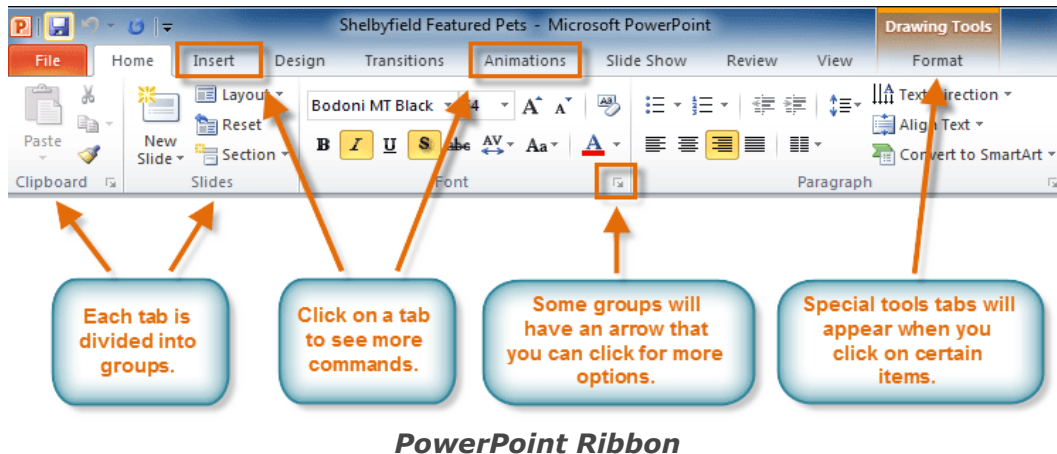 Shelbyfield Featured Pets - Microsoft PowerPoint Drawing Tools
File Home Insert Design Transitions Animations Slide Show Review View Format
Layout Bodoni MT Black Text Direction
Paste New Slide Reset Align Text
Section B I U S abc AV Aa A Convert to SmartArt
Clipboard Slides Font Paragraph
Each tab is
divided into
groups.
Click on a tab
to see more
commands.
Some groups will
have an arrow that
you can click for more
options.
Special tools tabs will
appear when you
click on certain
items.
PowerPoint Ribbon